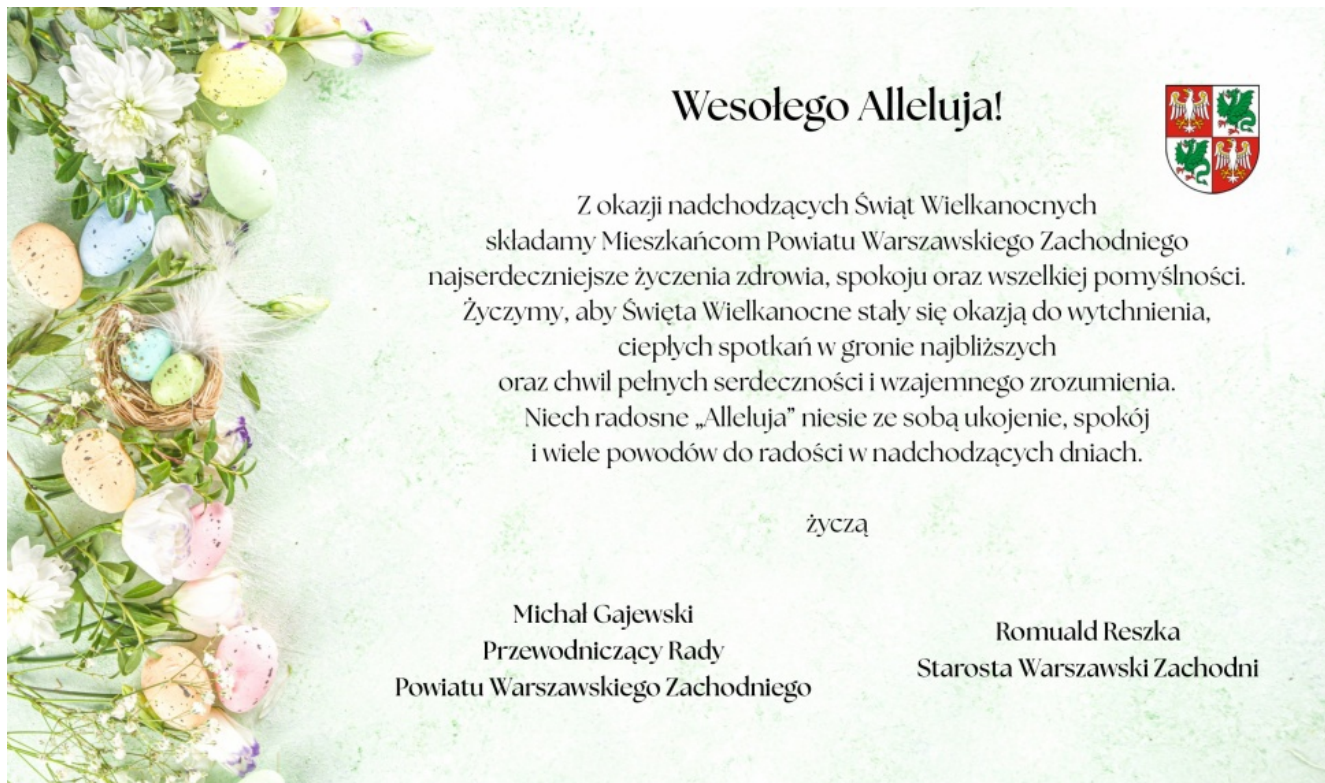 Wesołego Alleluja!
Z okazji nadchodzących Świąt Wielkanocnych
składamy Mieszkańcom Powiatu Warszawskiego Zachodniego
najserdeczniejsze życzenia zdrowia, spokoju oraz wszelkiej pomyślności.
Życzymy, aby Święta Wielkanocne stały się okazją do wytchnienia,
ciepłych spotkań w gronie najbliższych
oraz chwil pełnych serdeczności i wzajemnego zrozumienia.
Niech radosne „Alleluja” niesie ze sobą ukojenie, spokój
i wiele powodów do radości w nadchodzących dniach.
życzą
Michał Gajewski
Przewodniczący Rady
Powiatu Warszawskiego Zachodniego
Romuald Reszka
Starosta Warszawski Zachodni